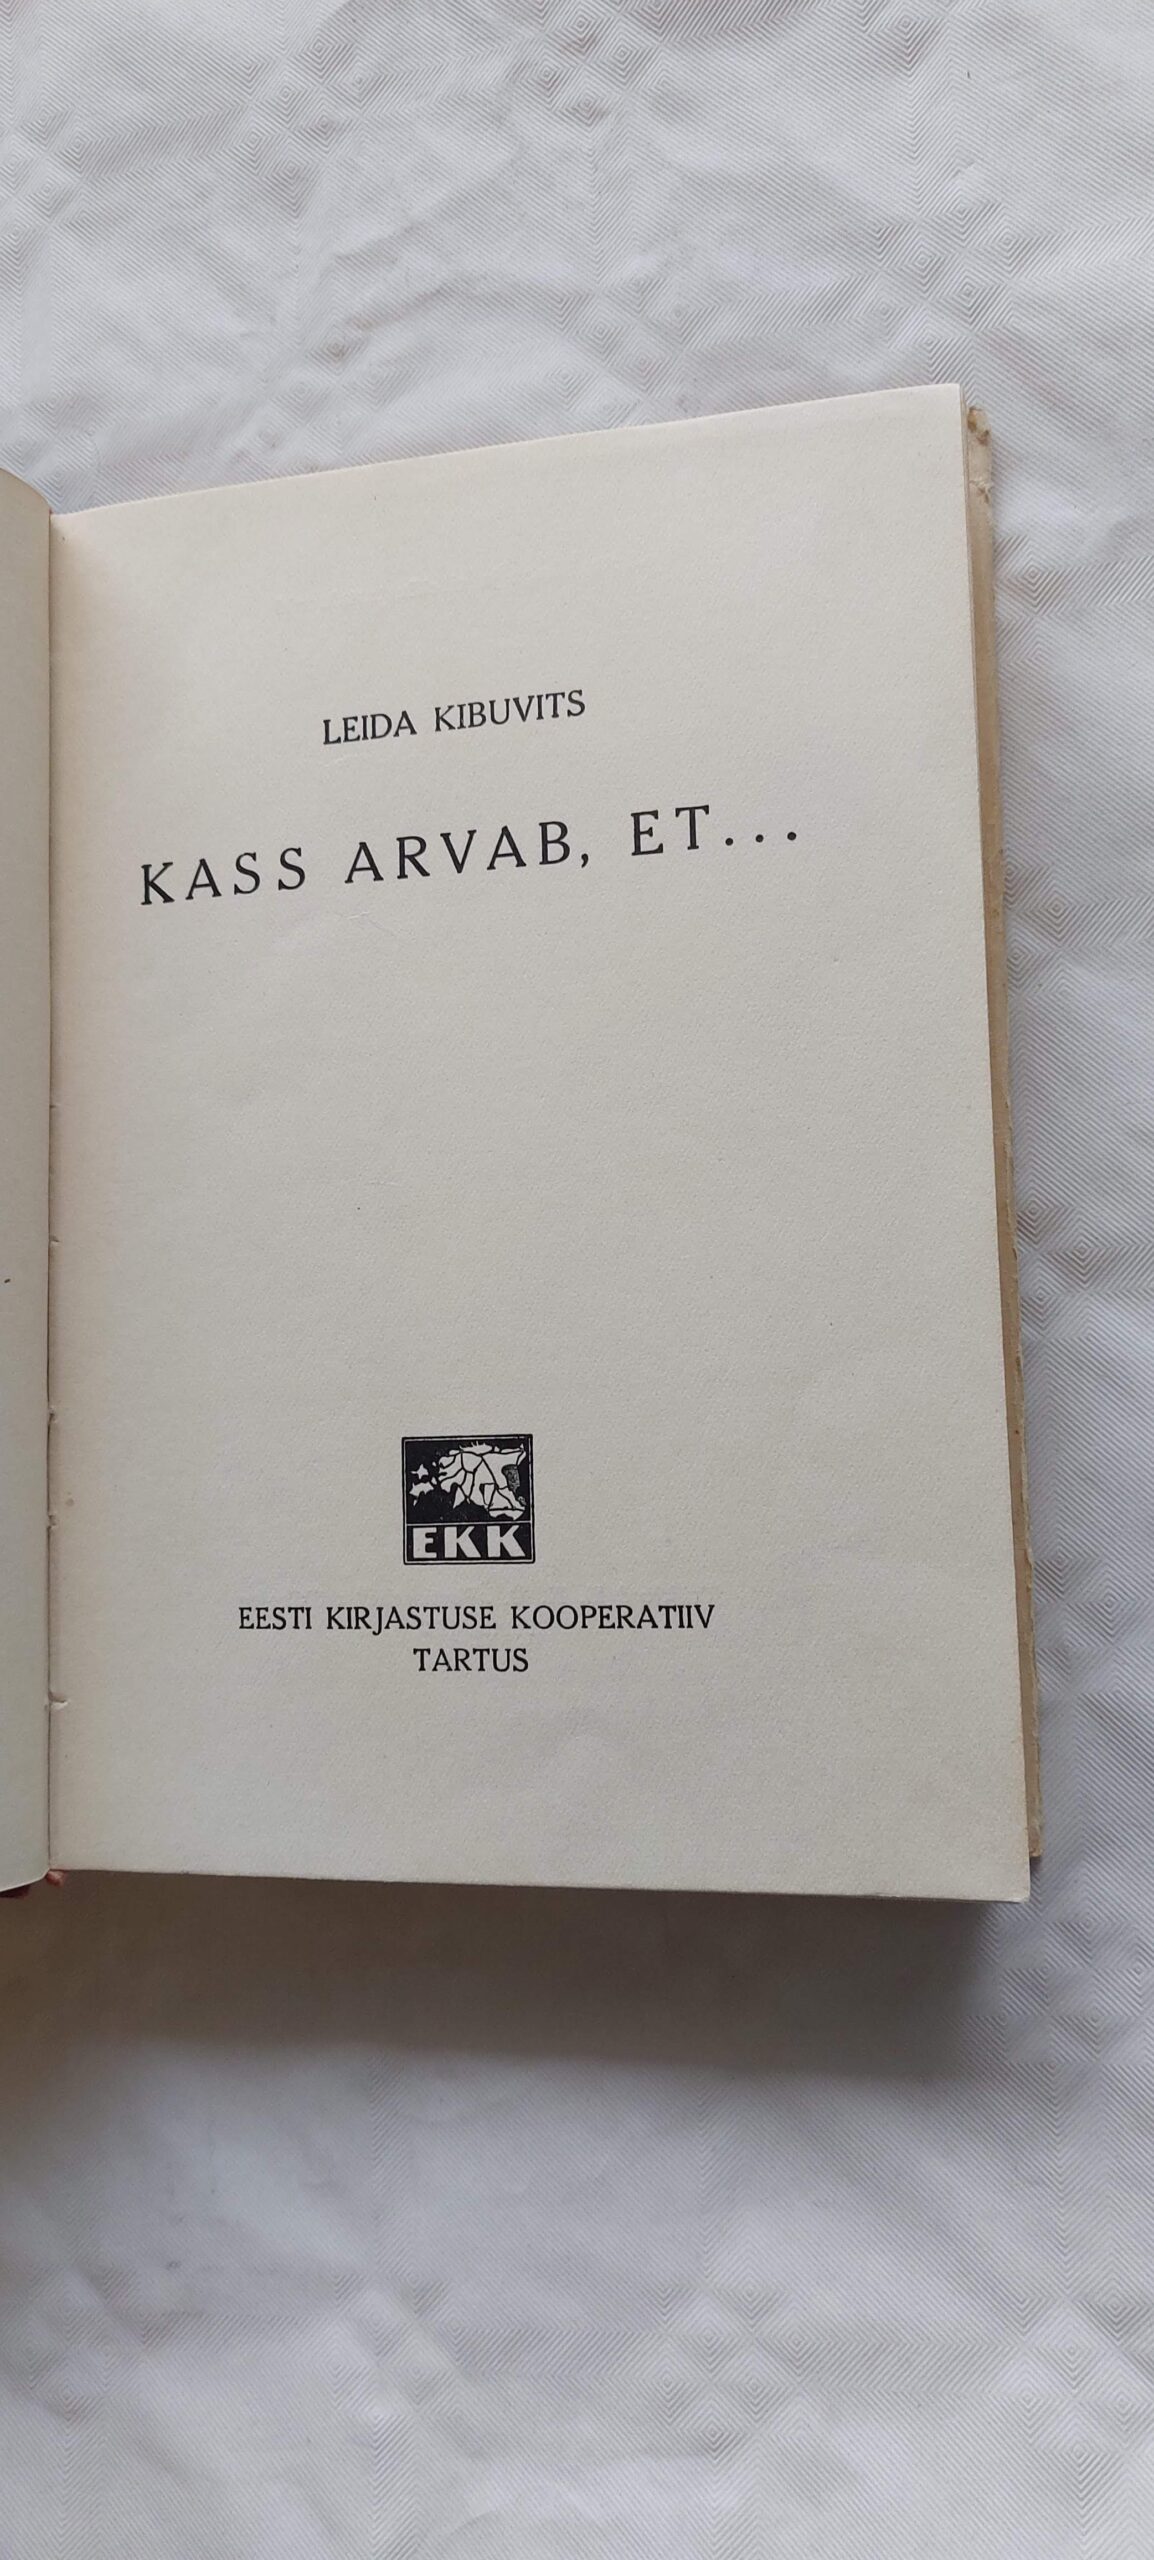 LEIDA KIBUVITS
KASS ARVAB, ET...
EKK
EESTI KIRJASTUSE KOOPERATIIV
TARTUS